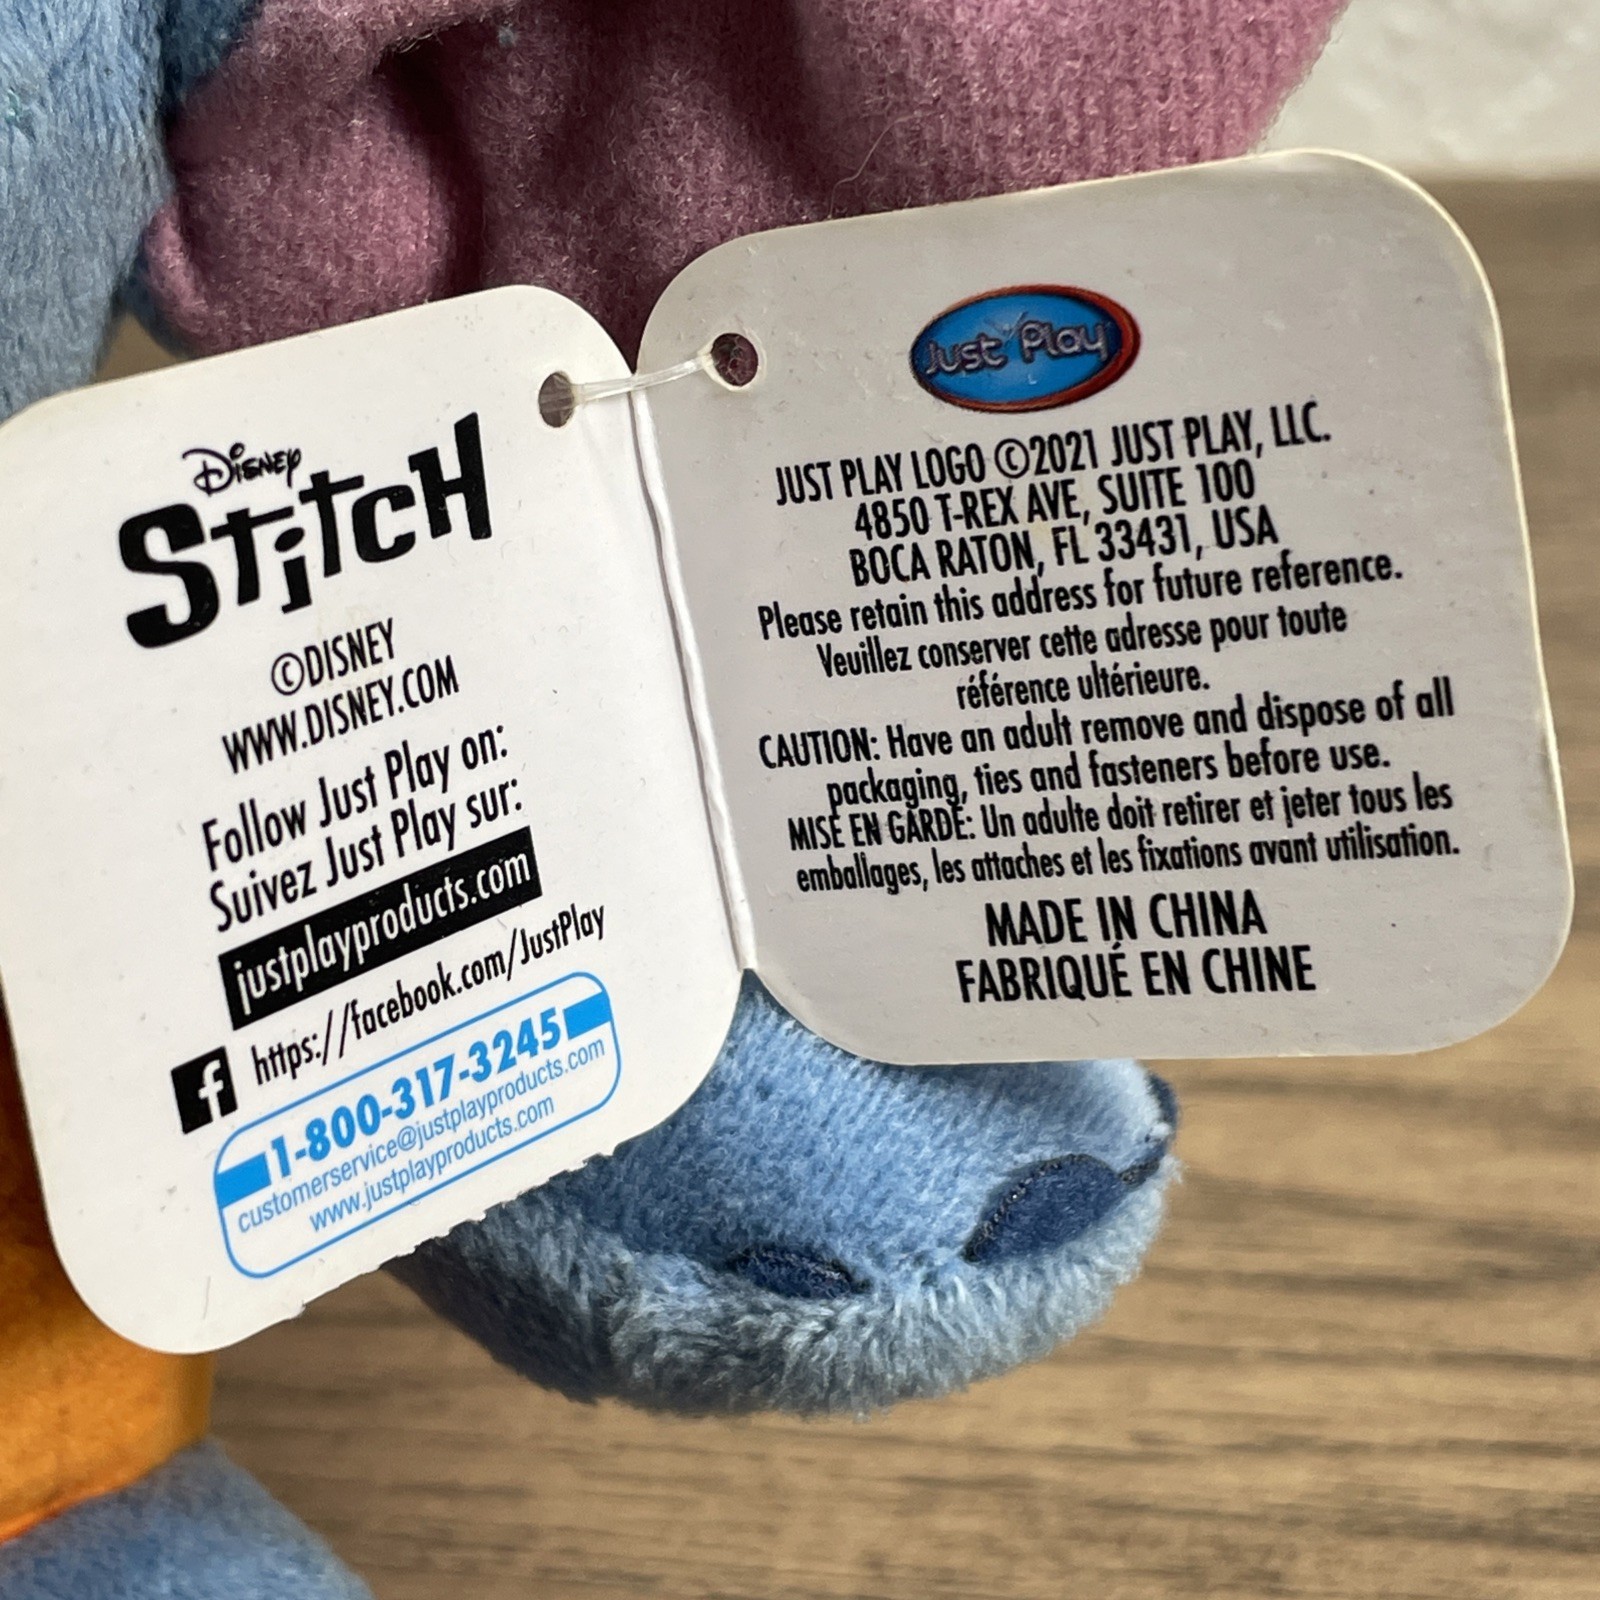 Disney
Stitch
©DISNEY
WWW.DISNEY.COM
Follow Just Play on:
Suivez Just Play sur:
justplayproducts.com
f https://facebook.com/JustPlay
1-800-317-3245
customerservice@justplayproducts.com
www.justplayproducts.com
Just Play
JUST PLAY LOGO ©2021 JUST PLAY, LLC.
4850 T-REX AVE, SUITE 100
BOCA RATON, FL 33431, USA
Please retain this address for future reference.
Veuillez conserver cette adresse pour toute
référence ultérieure.
CAUTION: Have an adult remove and dispose of all
packaging, ties and fasteners before use.
MISE EN GARDE: Un adulte doit retirer et jeter tous les
emballages, les attaches et les fixations avant utilisation.
MADE IN CHINA
FABRIQUÉ EN CHINE